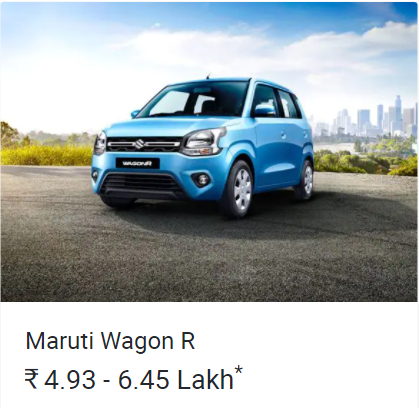 WAGONR
Maruti Wagon R
₹ 4.93 - 6.45 Lakh*